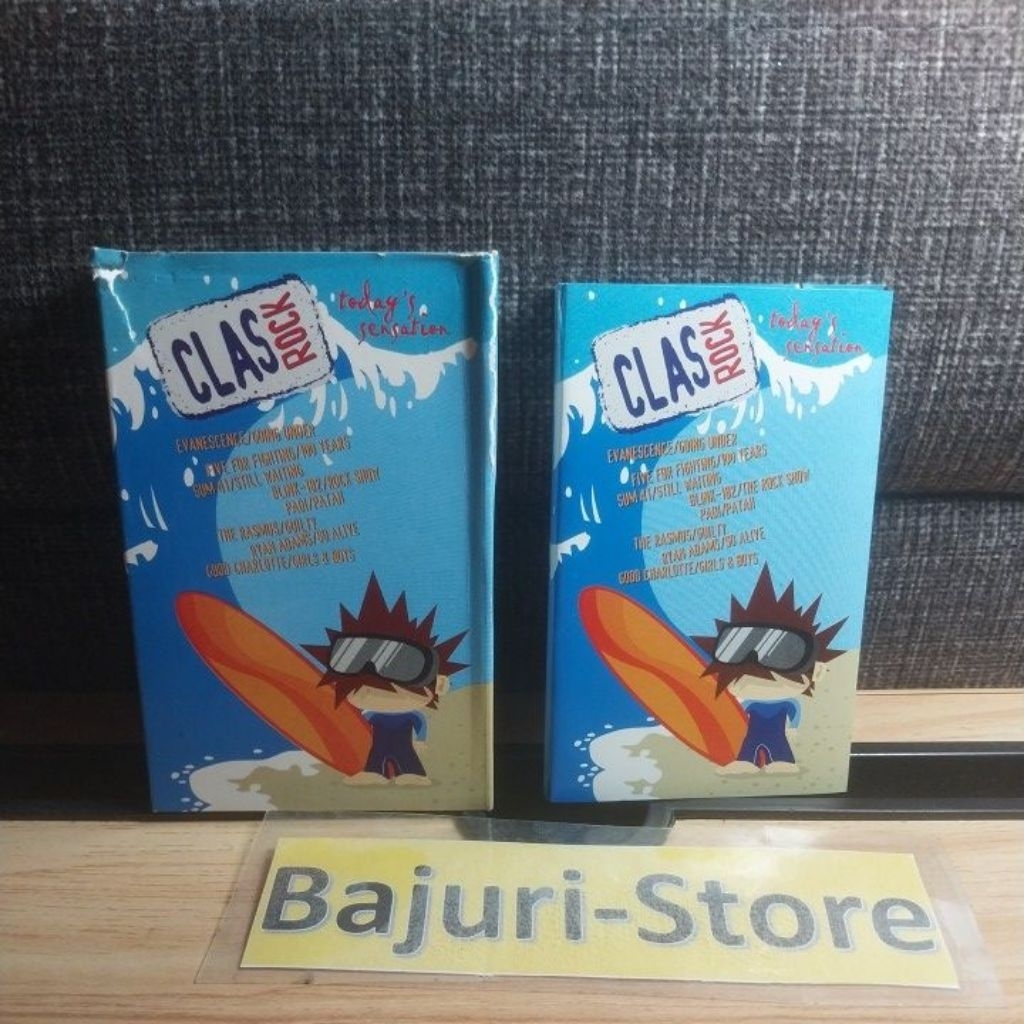 CLAS
ROCK
today's
sensation
EVANESCENCE/GOING UNDER
FIVE FOR FIGHTING/100 YEARS
SUM 41/STILL WAITING
BLINK-182/ROCK SHOW
PADI/PATAH
THE RASMUS/GUILTY
RYAN ADAMS/SO ALIVE
GOOD CHARLOTTE/GIRLS & BOYS
CLAS
ROCK
today's
sensation
EVANESCENCE/GOING UNDER
FIVE FOR FIGHTING/100 YEARS
SUM 41/STILL WAITING
BLINK-182/THE ROCK SHOW
PADI/PATAH
THE RASMUS/GUILTY
RYAN ADAMS/SO ALIVE
GOOD CHARLOTTE/GIRLS & BOYS
Bajuri-Store